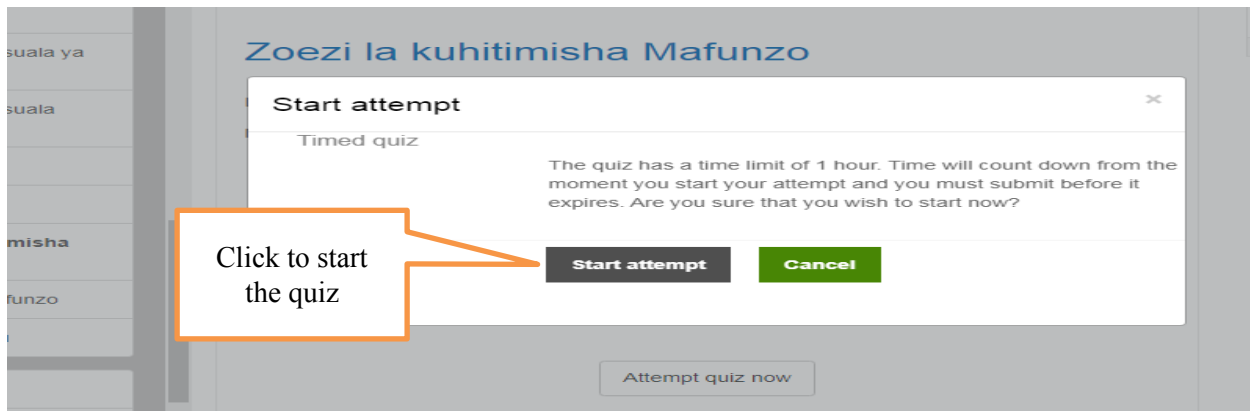 suala ya
suala
misha
funzo
Zoezi la kuhitimisha Mafunzo
Start attempt
×
Timed quiz
The quiz has a time limit of 1 hour. Time will count down from the
moment you start your attempt and you must submit before it
expires. Are you sure that you wish to start now?
Click to start
the quiz
Start attempt
Cancel
Attempt quiz now